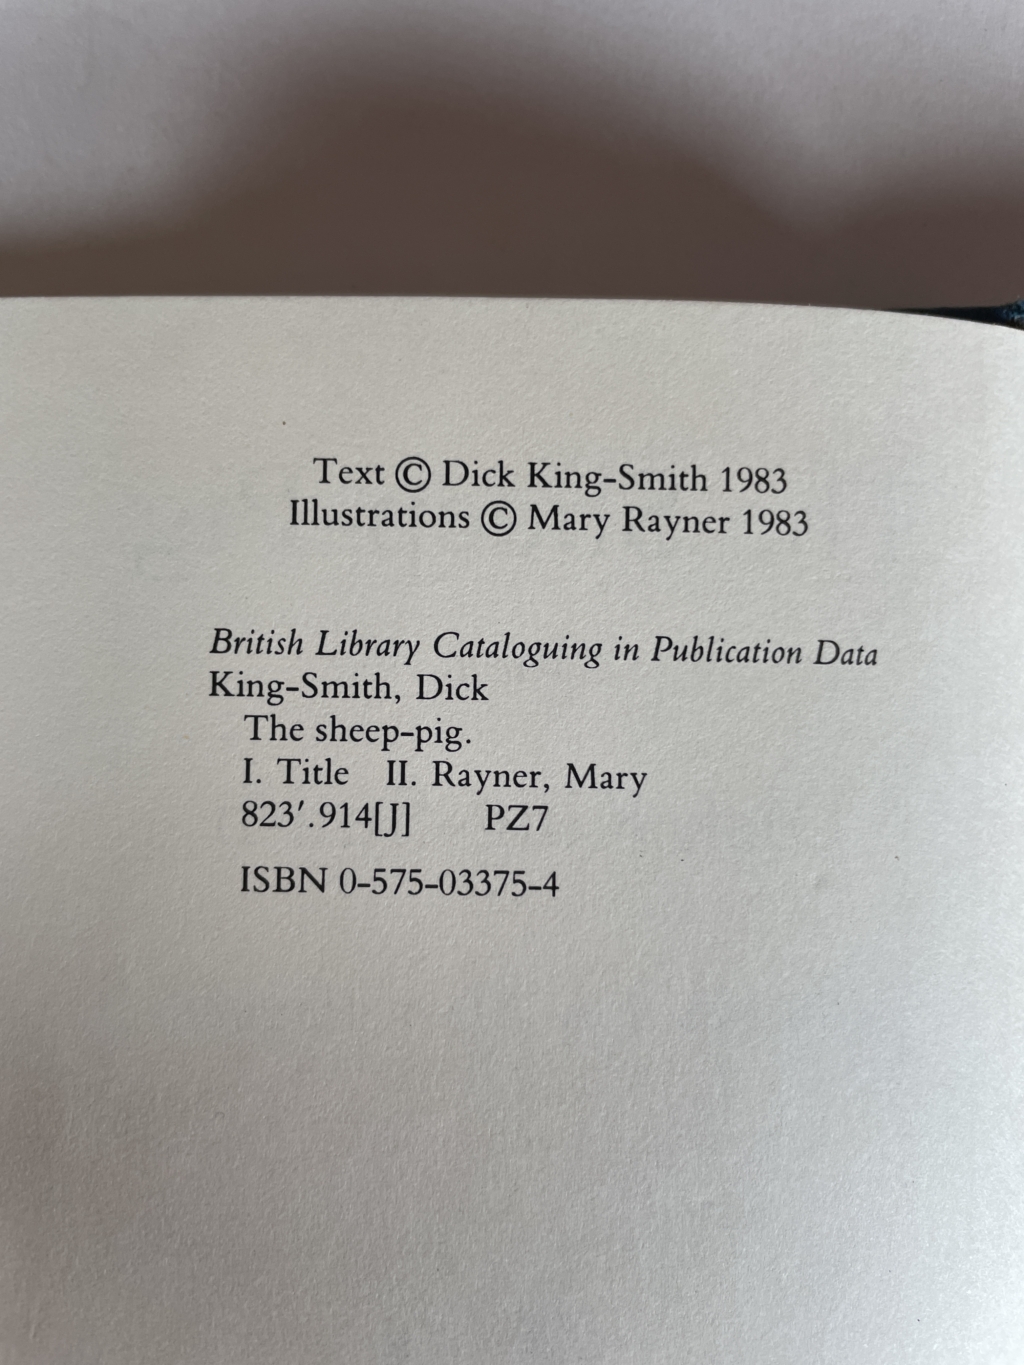 Text © Dick King-Smith 1983
Illustrations © Mary Rayner 1983
British Library Cataloguing in Publication Data
King-Smith, Dick
The sheep-pig.
I. Title II. Rayner, Mary
823′.914[J] PZ7
ISBN 0-575-03375-4